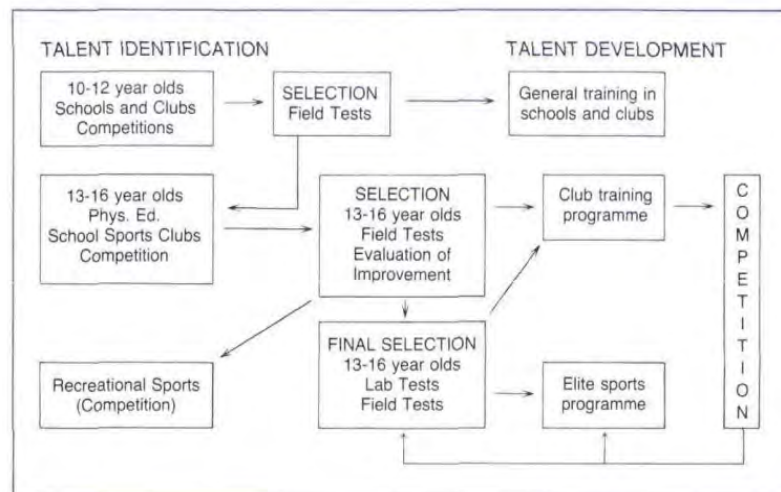 TALENT IDENTIFICATION
TALENT DEVELOPMENT
10-12 year olds
Schools and Clubs
Competitions
SELECTION
Field Tests
General training in
schools and clubs
13-16 year olds
Phys. Ed.
School Sports Clubs
Competition
SELECTION
13-16 year olds
Field Tests
Evaluation of
Improvement
Club training
programme
COMPETITION
Recreational Sports
(Competition)
FINAL SELECTION
13-16 year olds
Lab Tests
Field Tests
Elite sports
programme